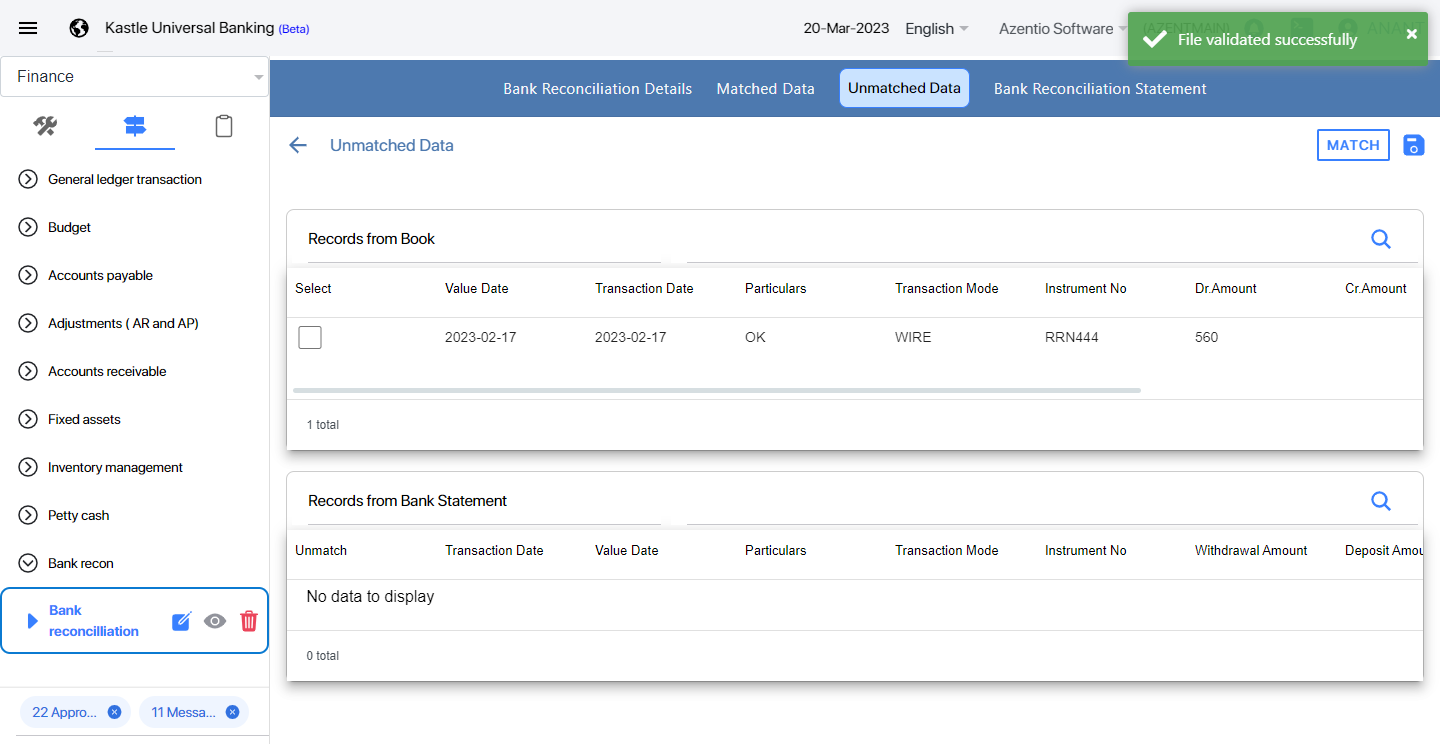 Kastle Universal Banking (Beta)
20-Mar-2023
English
Azentio Software
(AZENTMAIN)
File validated successfully
Finance
Bank Reconciliation Details
Matched Data
Unmatched Data
Bank Reconciliation Statement
Unmatched Data
MATCH
General ledger transaction
Budget
Accounts payable
Adjustments ( AR and AP)
Accounts receivable
Fixed assets
Inventory management
Petty cash
Bank recon
Bank
reconcilliation
22 Appro...
11 Messa...
Records from Book
Select Value Date Transaction Date Particulars Transaction Mode Instrument No Dr.Amount Cr.Amount
2023-02-17 2023-02-17 OK WIRE RRN444 560
1 total
Records from Bank Statement
Unmatch Transaction Date Value Date Particulars Transaction Mode Instrument No Withdrawal Amount Deposit Amou
No data to display
0 total